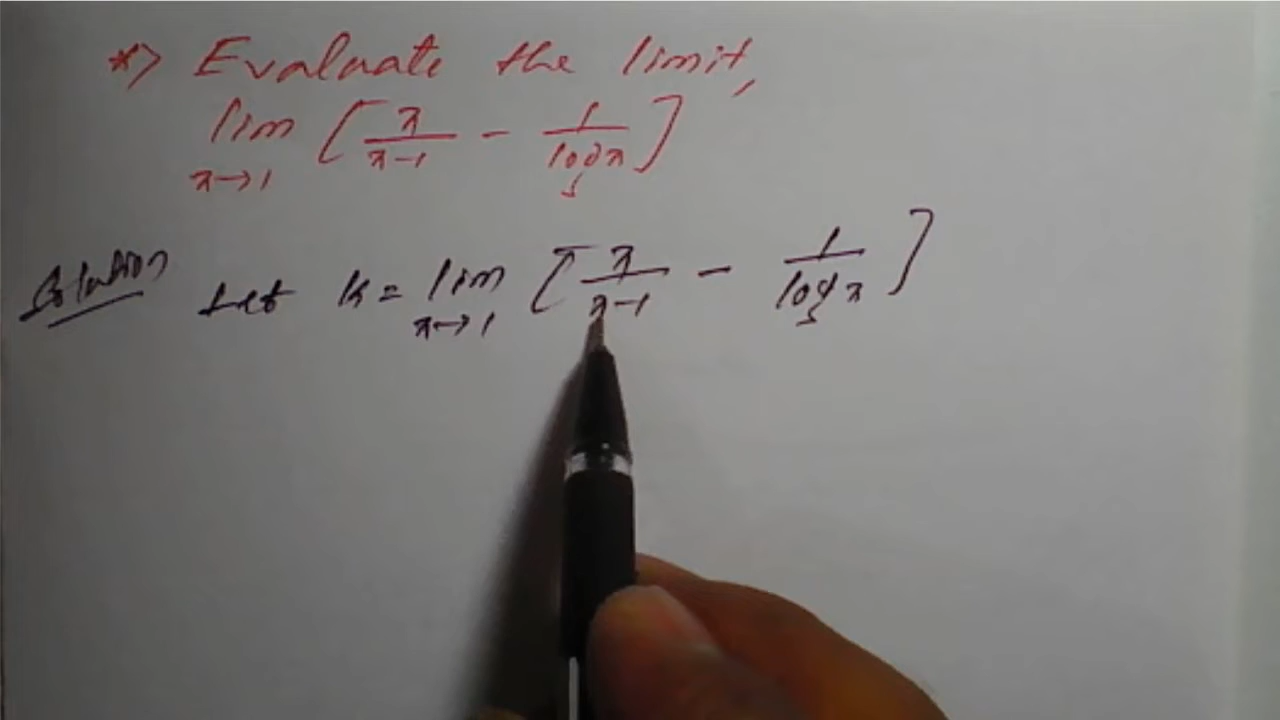 *> Evaluate the limit,
lim x→1 [ x/(x-1) - 1/(log x) ]
Solution Let k = lim x→1 [ x/(x-1) - 1/(log x) ]